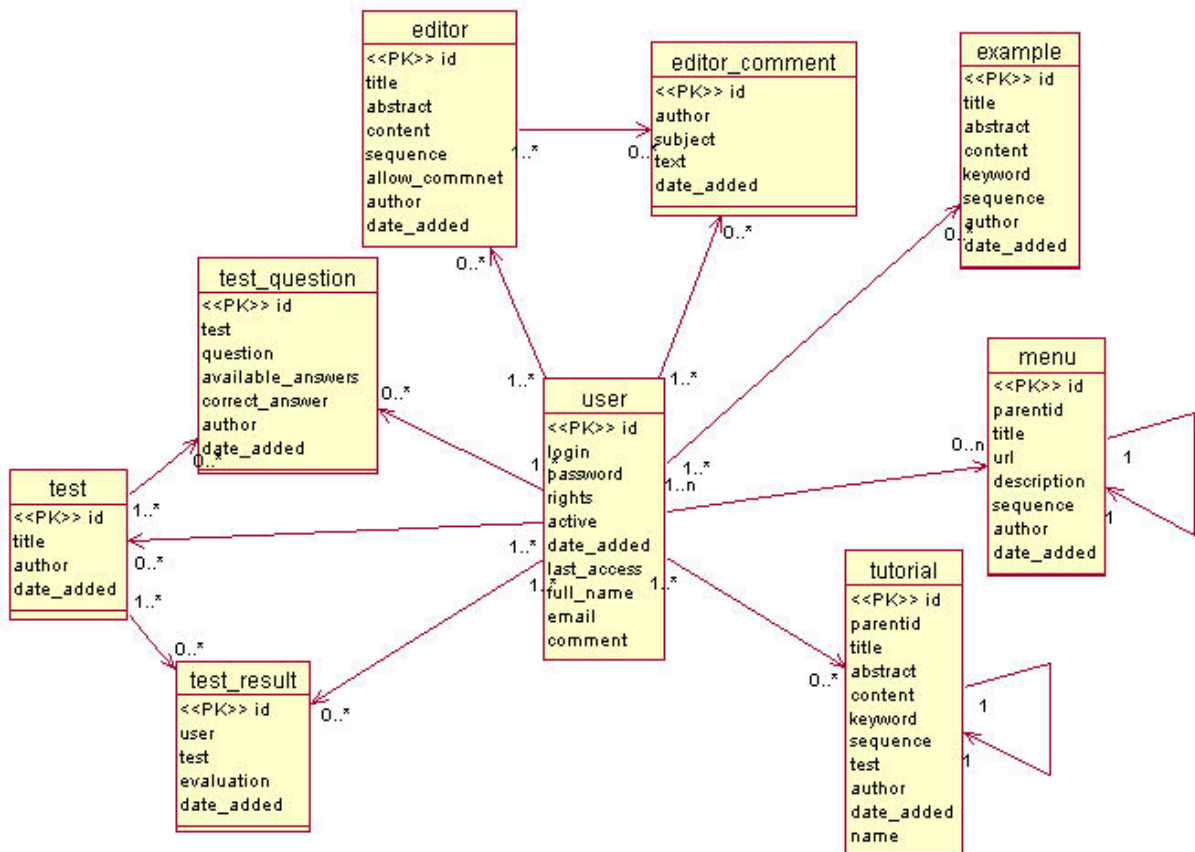 editor
<<PK>> id
title
abstract
content
sequence
allow_commnet
author
date_added
1..*
0..*
editor_comment
<<PK>> id
author
subject
text
date_added
example
<<PK>> id
title
abstract
content
keyword
sequence
author
date_added
0..*
0..*
0..*
test_question
<<PK>> id
test
question
available_answers
correct_answer
author
date_added
0..*
0..*
1..*
1..*
user
<<PK>> id
login
password
rights
active
date_added
last_access
full_name
email
comment
1..*
1..*
1..n
1..*
1..*
1..*
menu
<<PK>> id
parentid
title
url
description
sequence
author
date_added
0..n
1
1
test
<<PK>> id
title
author
date_added
1..*
0..*
1..*
0..*
test_result
<<PK>> id
user
test
evaluation
date_added
0..*
tutorial
<<PK>> id
parentid
title
abstract
content
keyword
sequence
test
author
date_added
name
0..*
1
1